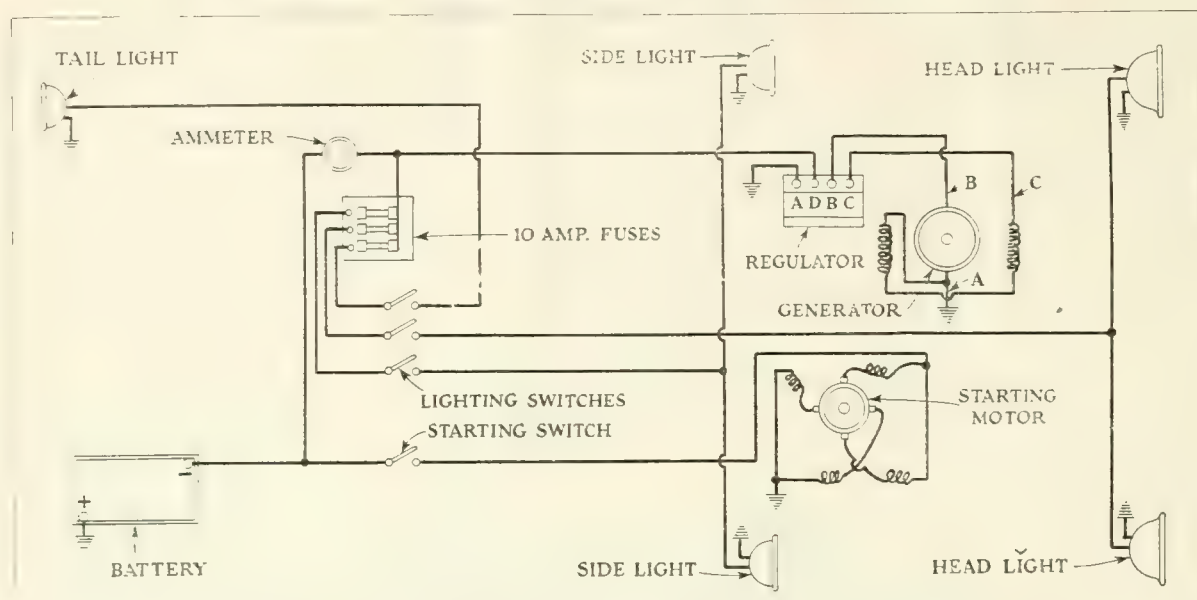 TAIL LIGHT
SIDE LIGHT
HEAD LIGHT
AMMETER
B
C
A D B C
10 AMP. FUSES
REGULATOR
A
GENERATOR
LIGHTING SWITCHES
STARTING
MOTOR
STARTING SWITCH
−
+
BATTERY
SIDE LIGHT
HEAD LIGHT